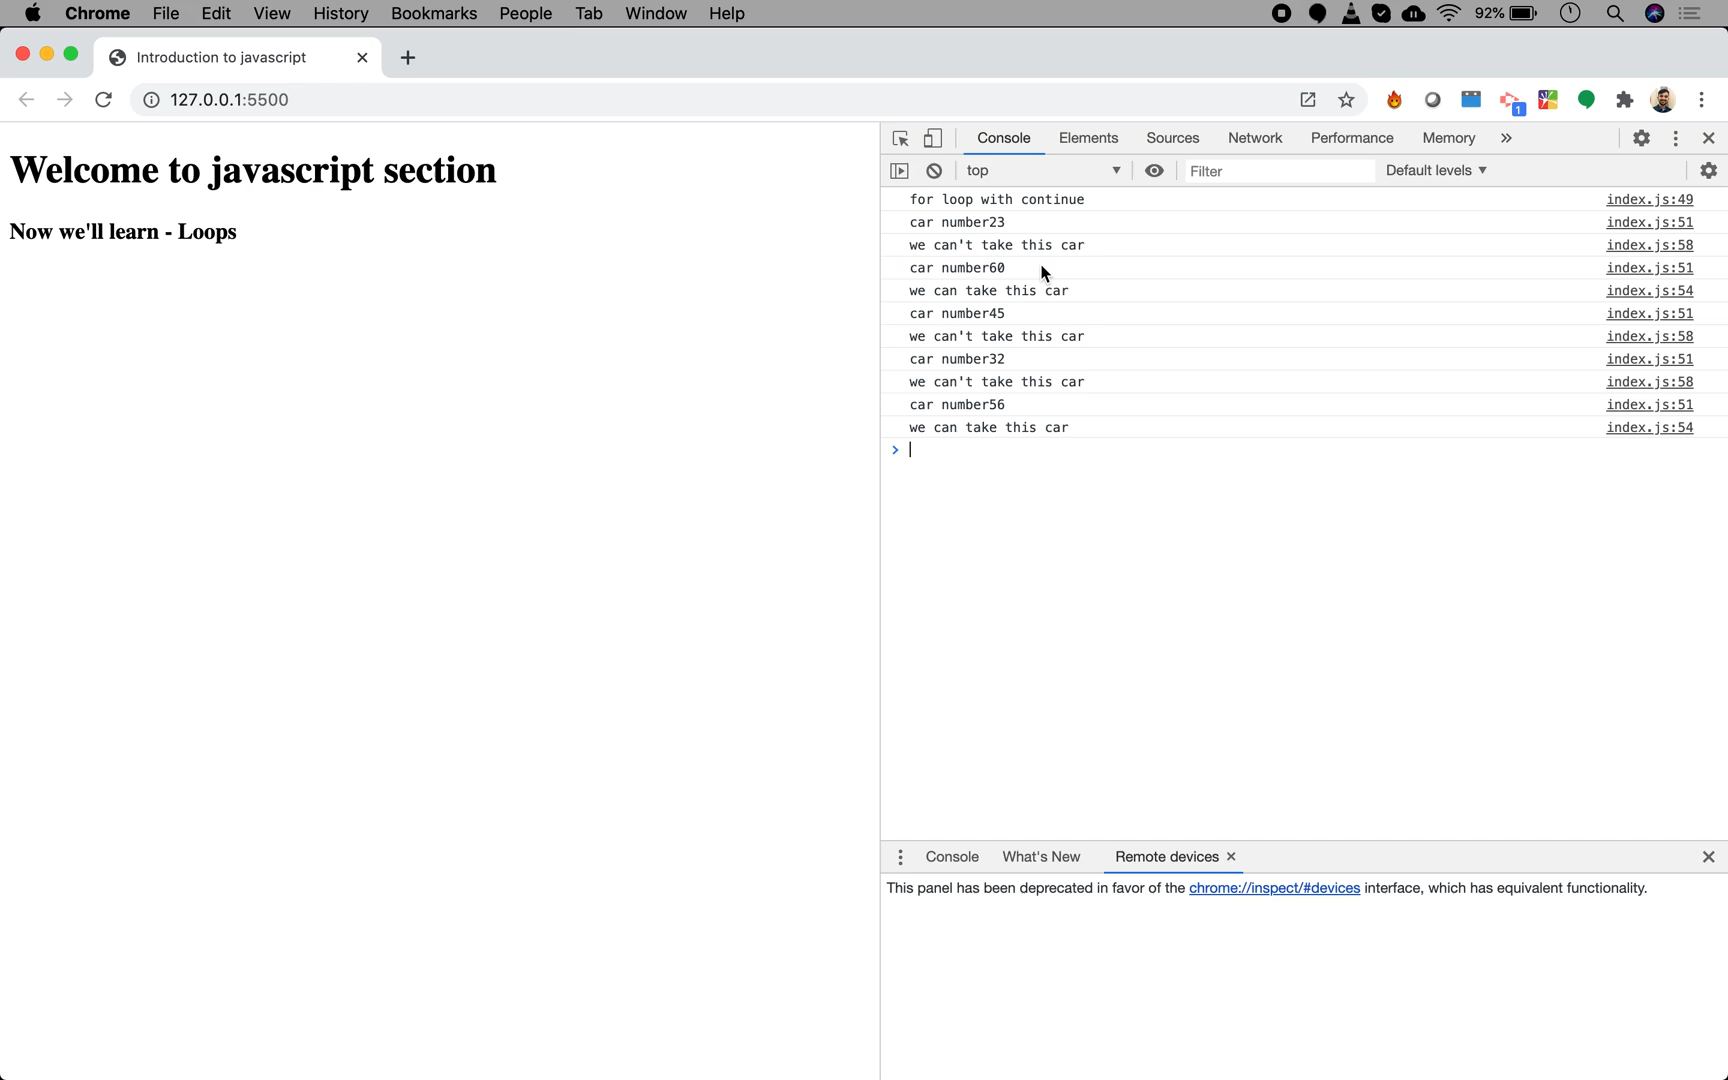 Chrome File Edit View History Bookmarks People Tab Window Help 92%
Introduction to javascript
127.0.0.1:5500
1
Welcome to javascript section
Now we'll learn - Loops
Console Elements Sources Network Performance Memory
top Filter Default levels
for loop with continue index.js:49
car number23 index.js:51
we can't take this car index.js:58
car number60 index.js:51
we can take this car index.js:54
car number45 index.js:51
we can't take this car index.js:58
car number32 index.js:51
we can't take this car index.js:58
car number56 index.js:51
we can take this car index.js:54
Console What's New Remote devices
This panel has been deprecated in favor of the chrome://inspect/#devices interface, which has equivalent functionality.